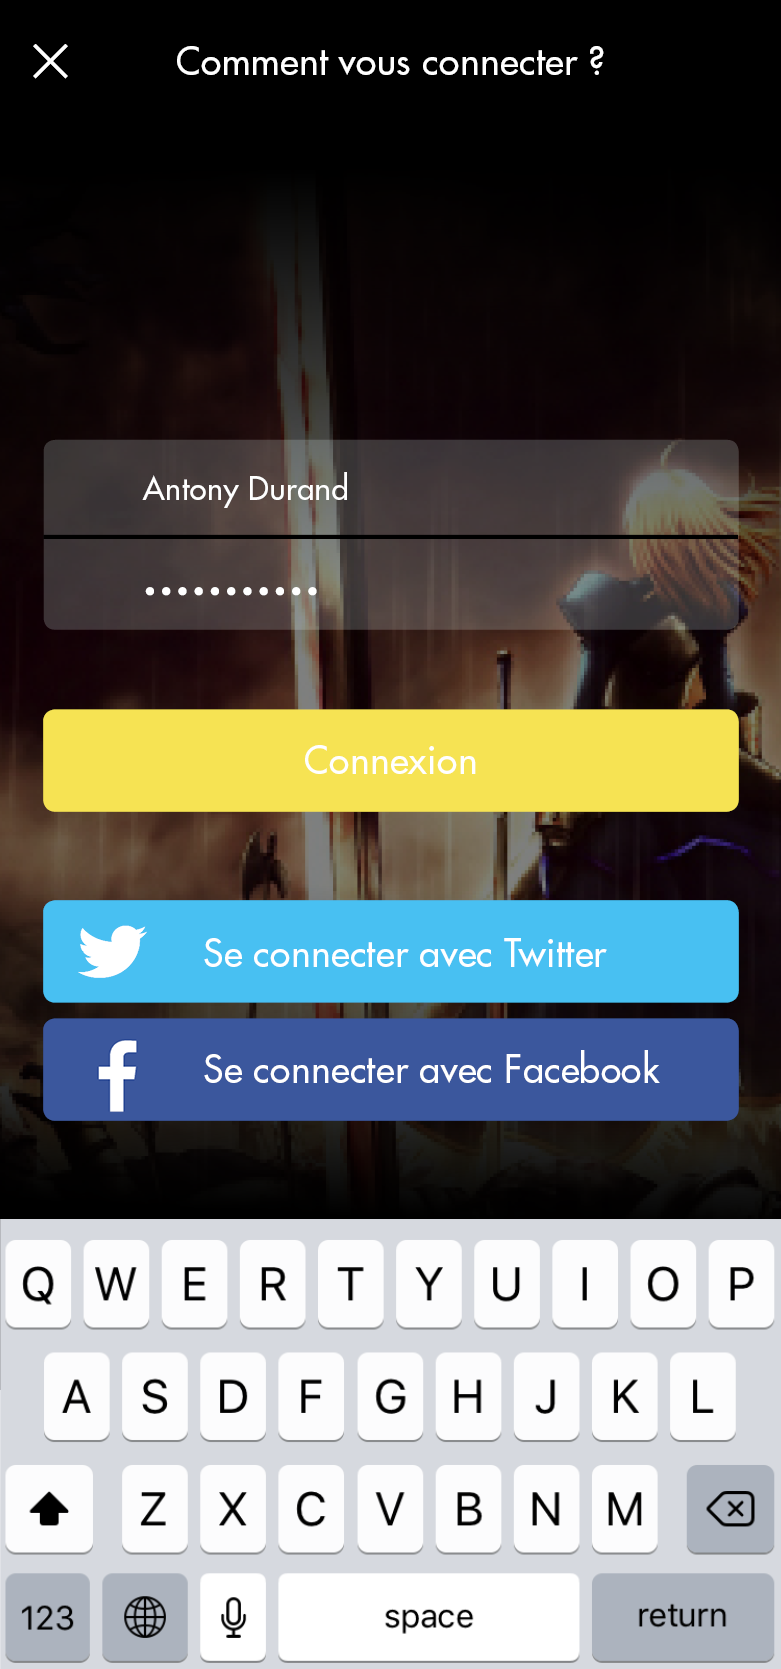 Comment vous connecter ?
Antony Durand
•••••••••••
Connexion
Se connecter avec Twitter
Se connecter avec Facebook
Q W E R T Y U I O P
A S D F G H J K L
Z X C V B N M
123 space return